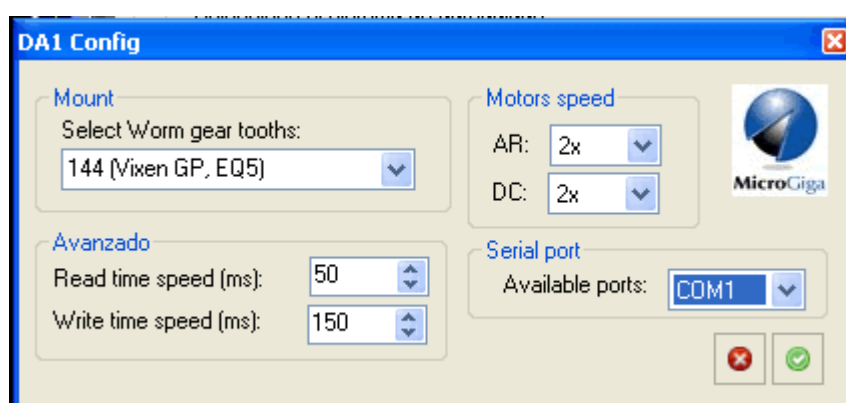 DA1 Config
Mount
Select Worm gear tooths:
144 (Vixen GP, EQ5)
Motors speed
AR: 2x
DC: 2x
MicroGiga
Avanzado
Read time speed (ms): 50
Write time speed (ms): 150
Serial port
Available ports: COM1